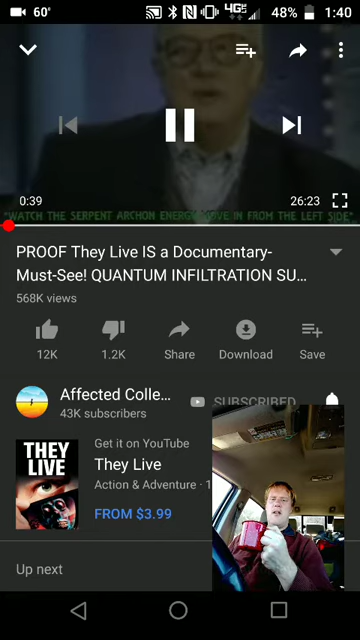 60° 4G 48% 1:40
0:39 26:23
"WATCH THE SERPENT ARCHON ENERGY MOVE IN FROM THE LEFT SIDE"
PROOF They Live IS a Documentary-
Must-See! QUANTUM INFILTRATION SU...
568K views
12K 1.2K Share Download Save
Affected Colle... SUBSCRIBED
43K subscribers
THEY
LIVE
Get it on YouTube
They Live
Action & Adventure · 1
FROM $3.99
Up next